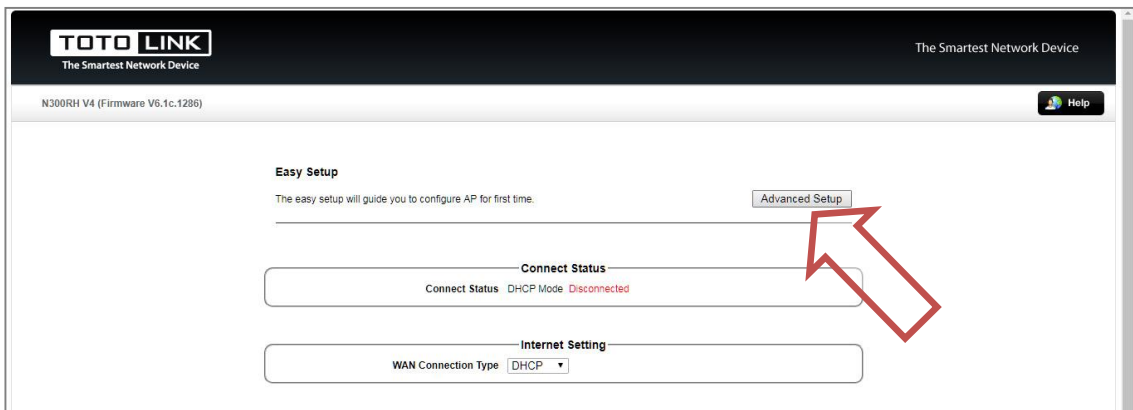 TOTO LINK
The Smartest Network Device
The Smartest Network Device
N300RH V4 (Firmware V6.1c.1286)
Help
Easy Setup
The easy setup will guide you to configure AP for first time.
Advanced Setup
Connect Status
Connect Status DHCP Mode Disconnected
Internet Setting
WAN Connection Type DHCP